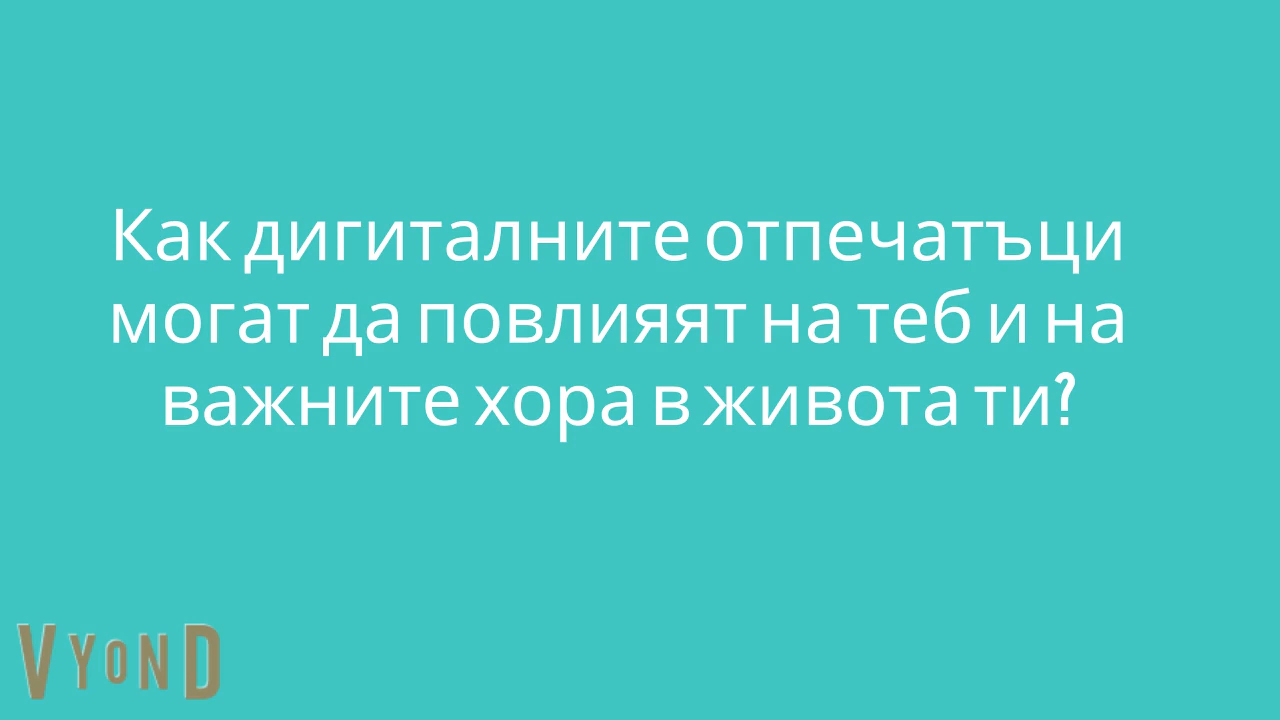 Как дигиталните отпечатъци
могат да повлияят на теб и на
важните хора в живота ти?
VYOND